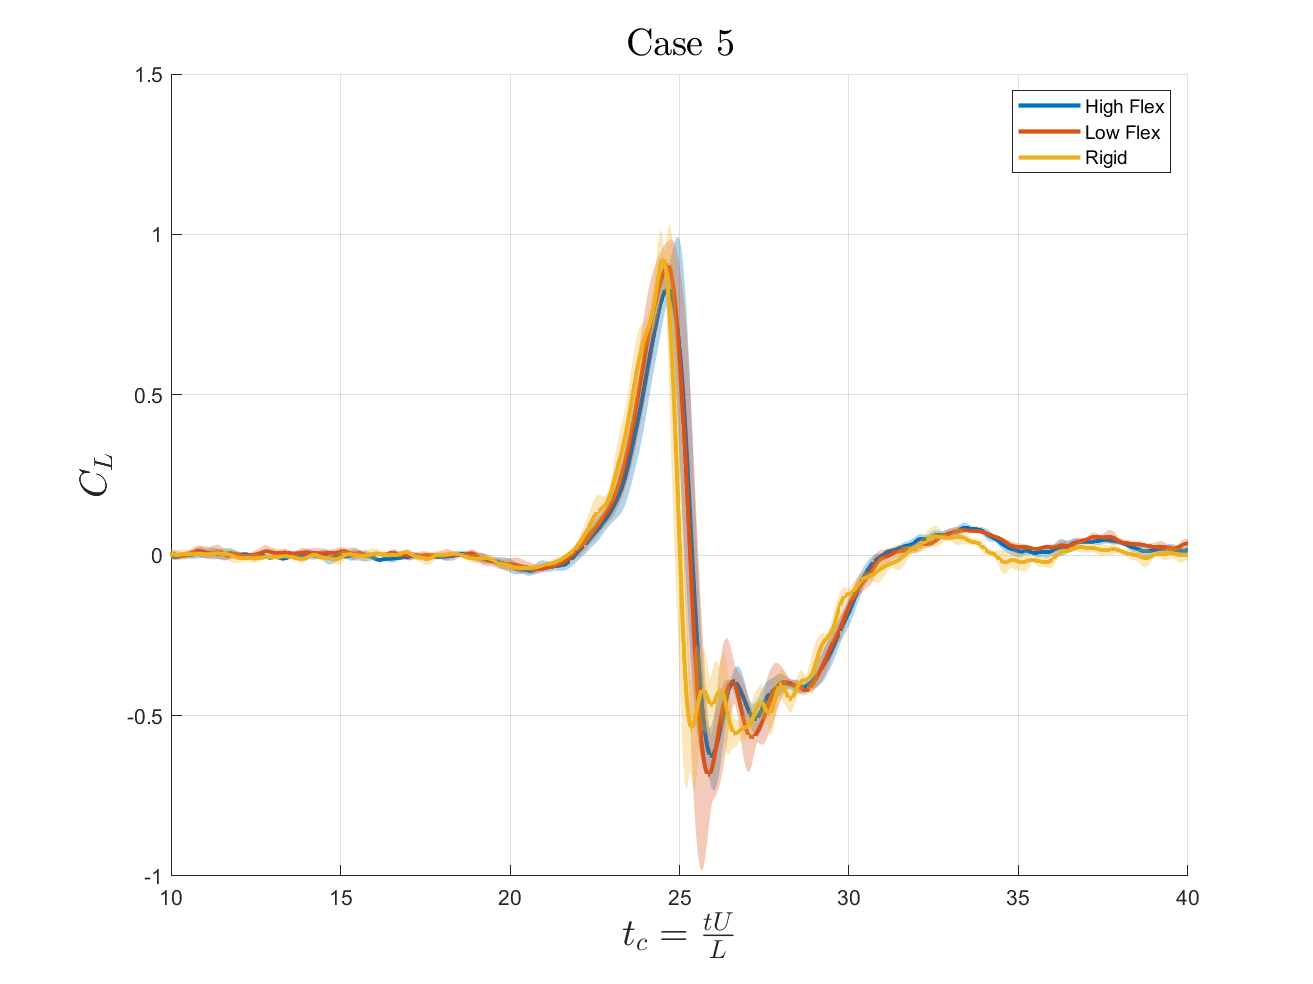 Case 5
1.5
1
0.5
0
-0.5
-1
C_L
High Flex
Low Flex
Rigid
10 15 20 25 30 35 40
t_c = \frac{tU}{L}